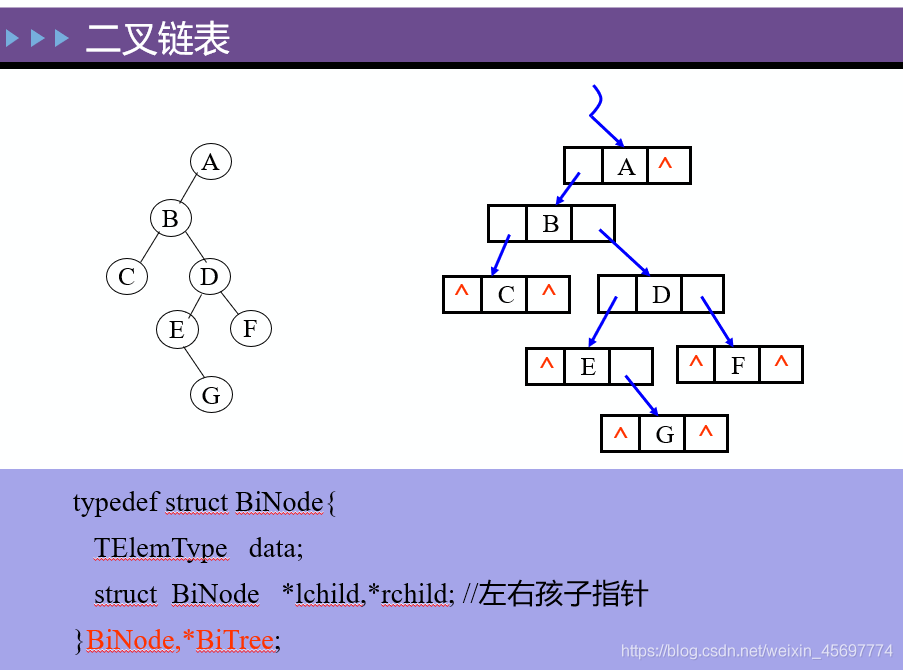 二叉链表
A
B
C
D
E
F
G
A ^
B
^ C ^
D
^ E
^ F ^
^ G ^
typedef struct BiNode{
TElemType data;
struct BiNode *lchild,*rchild; //左右孩子指针
}BiNode,*BiTree;
https://blog.csdn.net/weixin_45697774